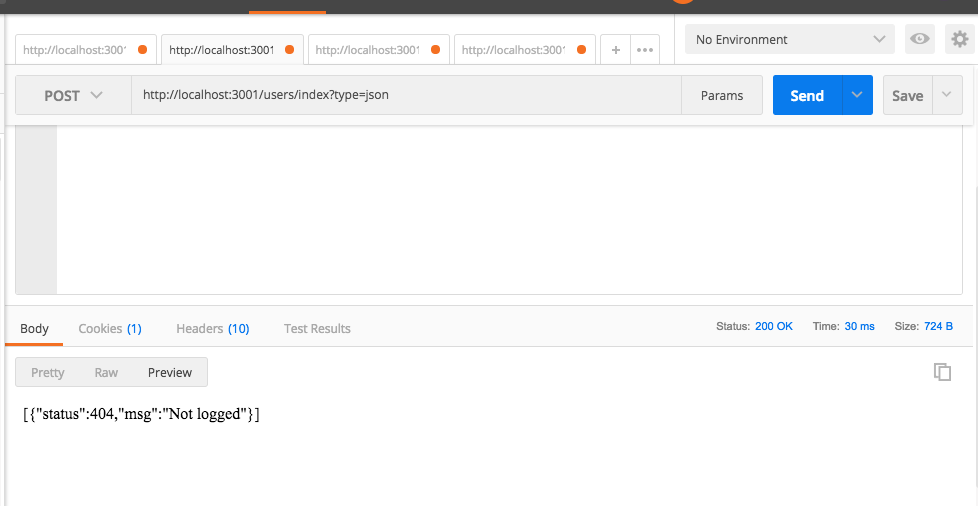 http://localhost:300
http://localhost:3001
http://localhost:3001
http://localhost:300
+
No Environment
POST
http://localhost:3001/users/index?type=json
Params
Send
Save
Body
Cookies (1)
Headers (10)
Test Results
Status: 200 OK
Time: 30 ms
Size: 724 B
Pretty
Raw
Preview
[{"status":404,"msg":"Not logged"}]